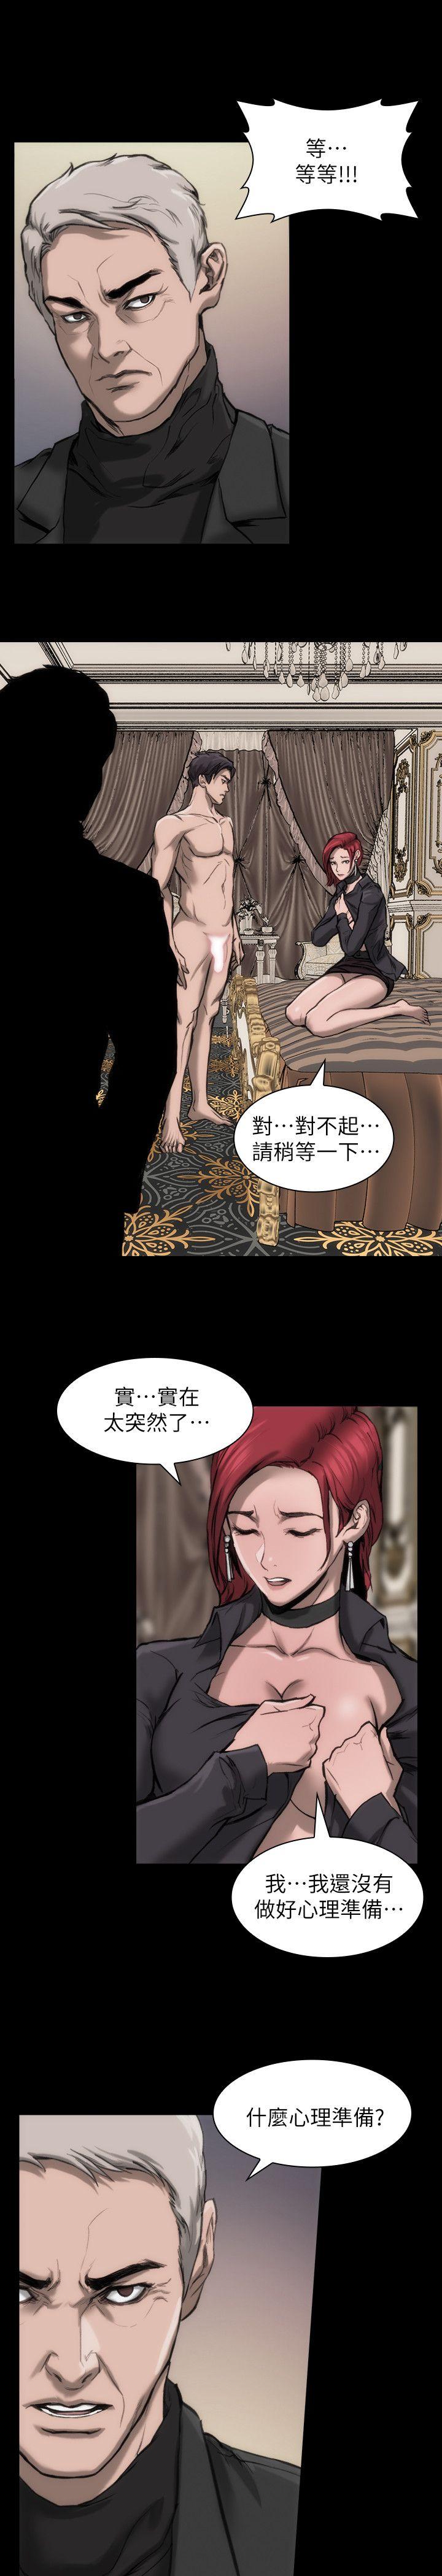 等⋯
等等!!!
對⋯對不起⋯
請稍等一下⋯
實⋯實在
太突然了⋯
我⋯我還沒有
做好心理準備⋯
什麼心理準備?